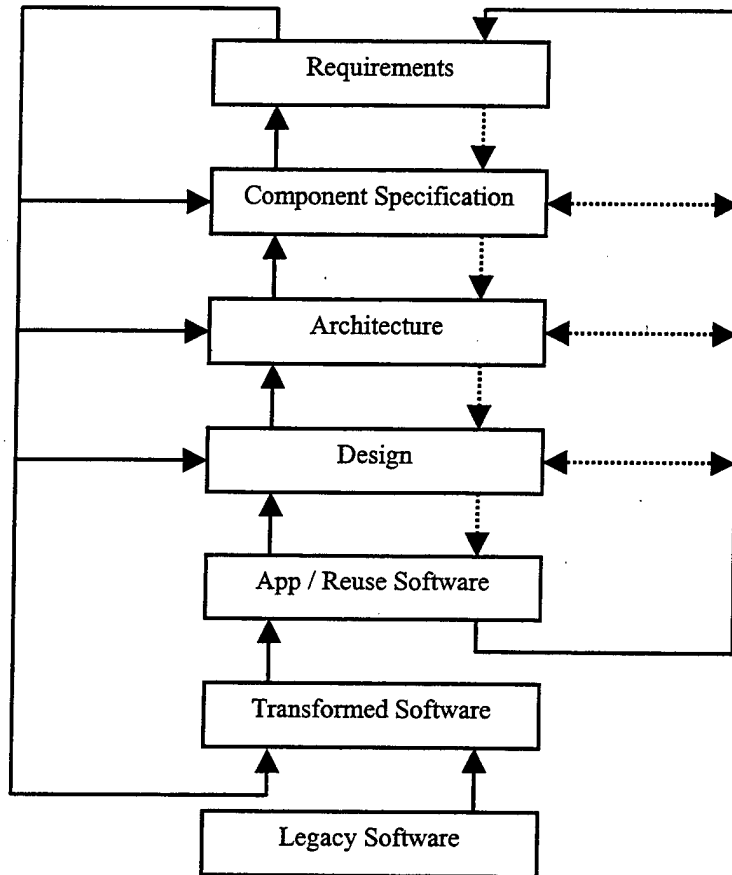 Requirements
Component Specification
Architecture
Design
App / Reuse Software
Transformed Software
Legacy Software